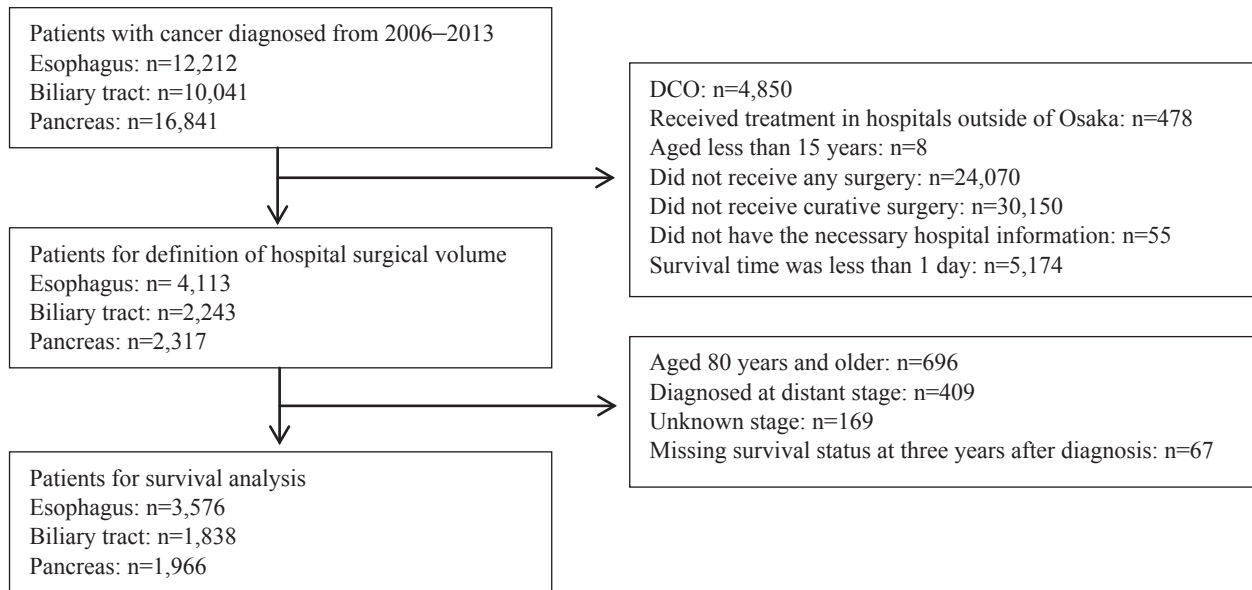 Patients with cancer diagnosed from 2006–2013
Esophagus: n=12,212
Biliary tract: n=10,041
Pancreas: n=16,841
DCO: n=4,850
Received treatment in hospitals outside of Osaka: n=478
Aged less than 15 years: n=8
Did not receive any surgery: n=24,070
Did not receive curative surgery: n=30,150
Did not have the necessary hospital information: n=55
Survival time was less than 1 day: n=5,174
Patients for definition of hospital surgical volume
Esophagus: n= 4,113
Biliary tract: n=2,243
Pancreas: n=2,317
Aged 80 years and older: n=696
Diagnosed at distant stage: n=409
Unknown stage: n=169
Missing survival status at three years after diagnosis: n=67
Patients for survival analysis
Esophagus: n=3,576
Biliary tract: n=1,838
Pancreas: n=1,966